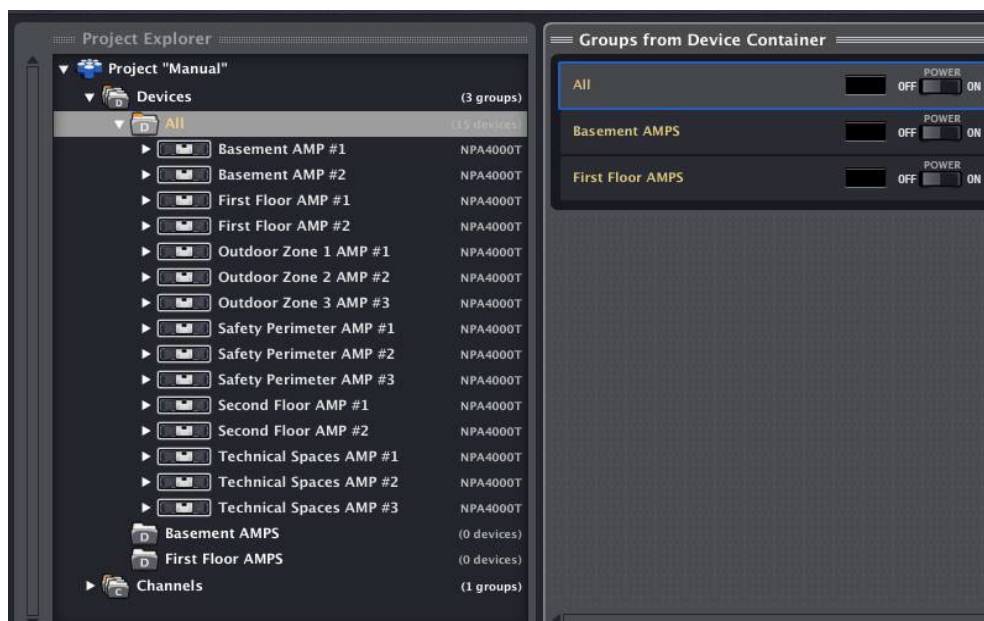 Project Explorer
Project "Manual"
Devices (3 groups)
D All (15 devices)
Basement AMP #1 NPA4000T
Basement AMP #2 NPA4000T
First Floor AMP #1 NPA4000T
First Floor AMP #2 NPA4000T
Outdoor Zone 1 AMP #1 NPA4000T
Outdoor Zone 2 AMP #2 NPA4000T
Outdoor Zone 3 AMP #3 NPA4000T
Safety Perimeter AMP #1 NPA4000T
Safety Perimeter AMP #2 NPA4000T
Safety Perimeter AMP #3 NPA4000T
Second Floor AMP #1 NPA4000T
Second Floor AMP #2 NPA4000T
Technical Spaces AMP #1 NPA4000T
Technical Spaces AMP #2 NPA4000T
Technical Spaces AMP #3 NPA4000T
D Basement AMPS (0 devices)
D First Floor AMPS (0 devices)
C Channels (1 groups)
Groups from Device Container
POWER
All OFF ON
POWER
Basement AMPS OFF ON
POWER
First Floor AMPS OFF ON